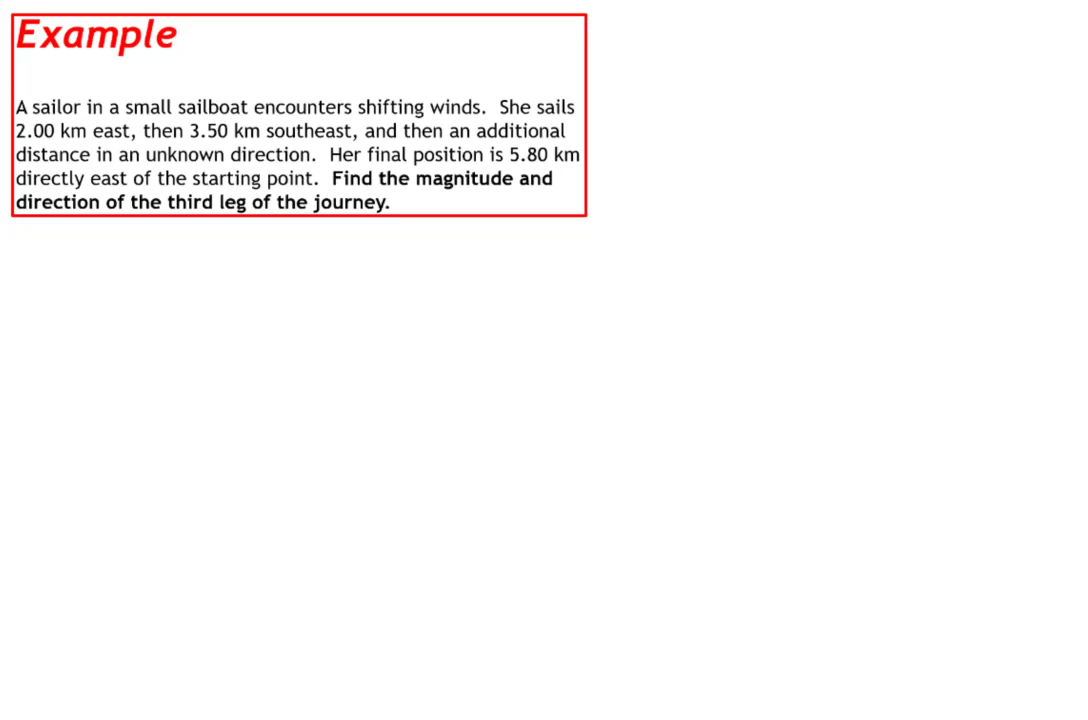 Example
A sailor in a small sailboat encounters shifting winds.  She sails
2.00 km east, then 3.50 km southeast, and then an additional
distance in an unknown direction.  Her final position is 5.80 km
directly east of the starting point.  Find the magnitude and
direction of the third leg of the journey.